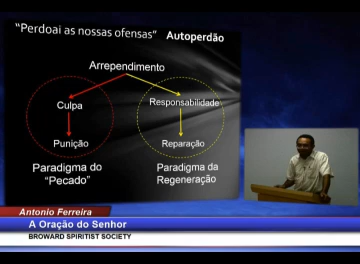 "Perdoai as nossas ofensas" Autoperdão
Arrependimento
Culpa Responsabilidade
Punição Reparação
Paradigma do Paradigma da
"Pecado" Regeneração
Antonio Ferreira
A Oração do Senhor
BROWARD SPIRITIST SOCIETY